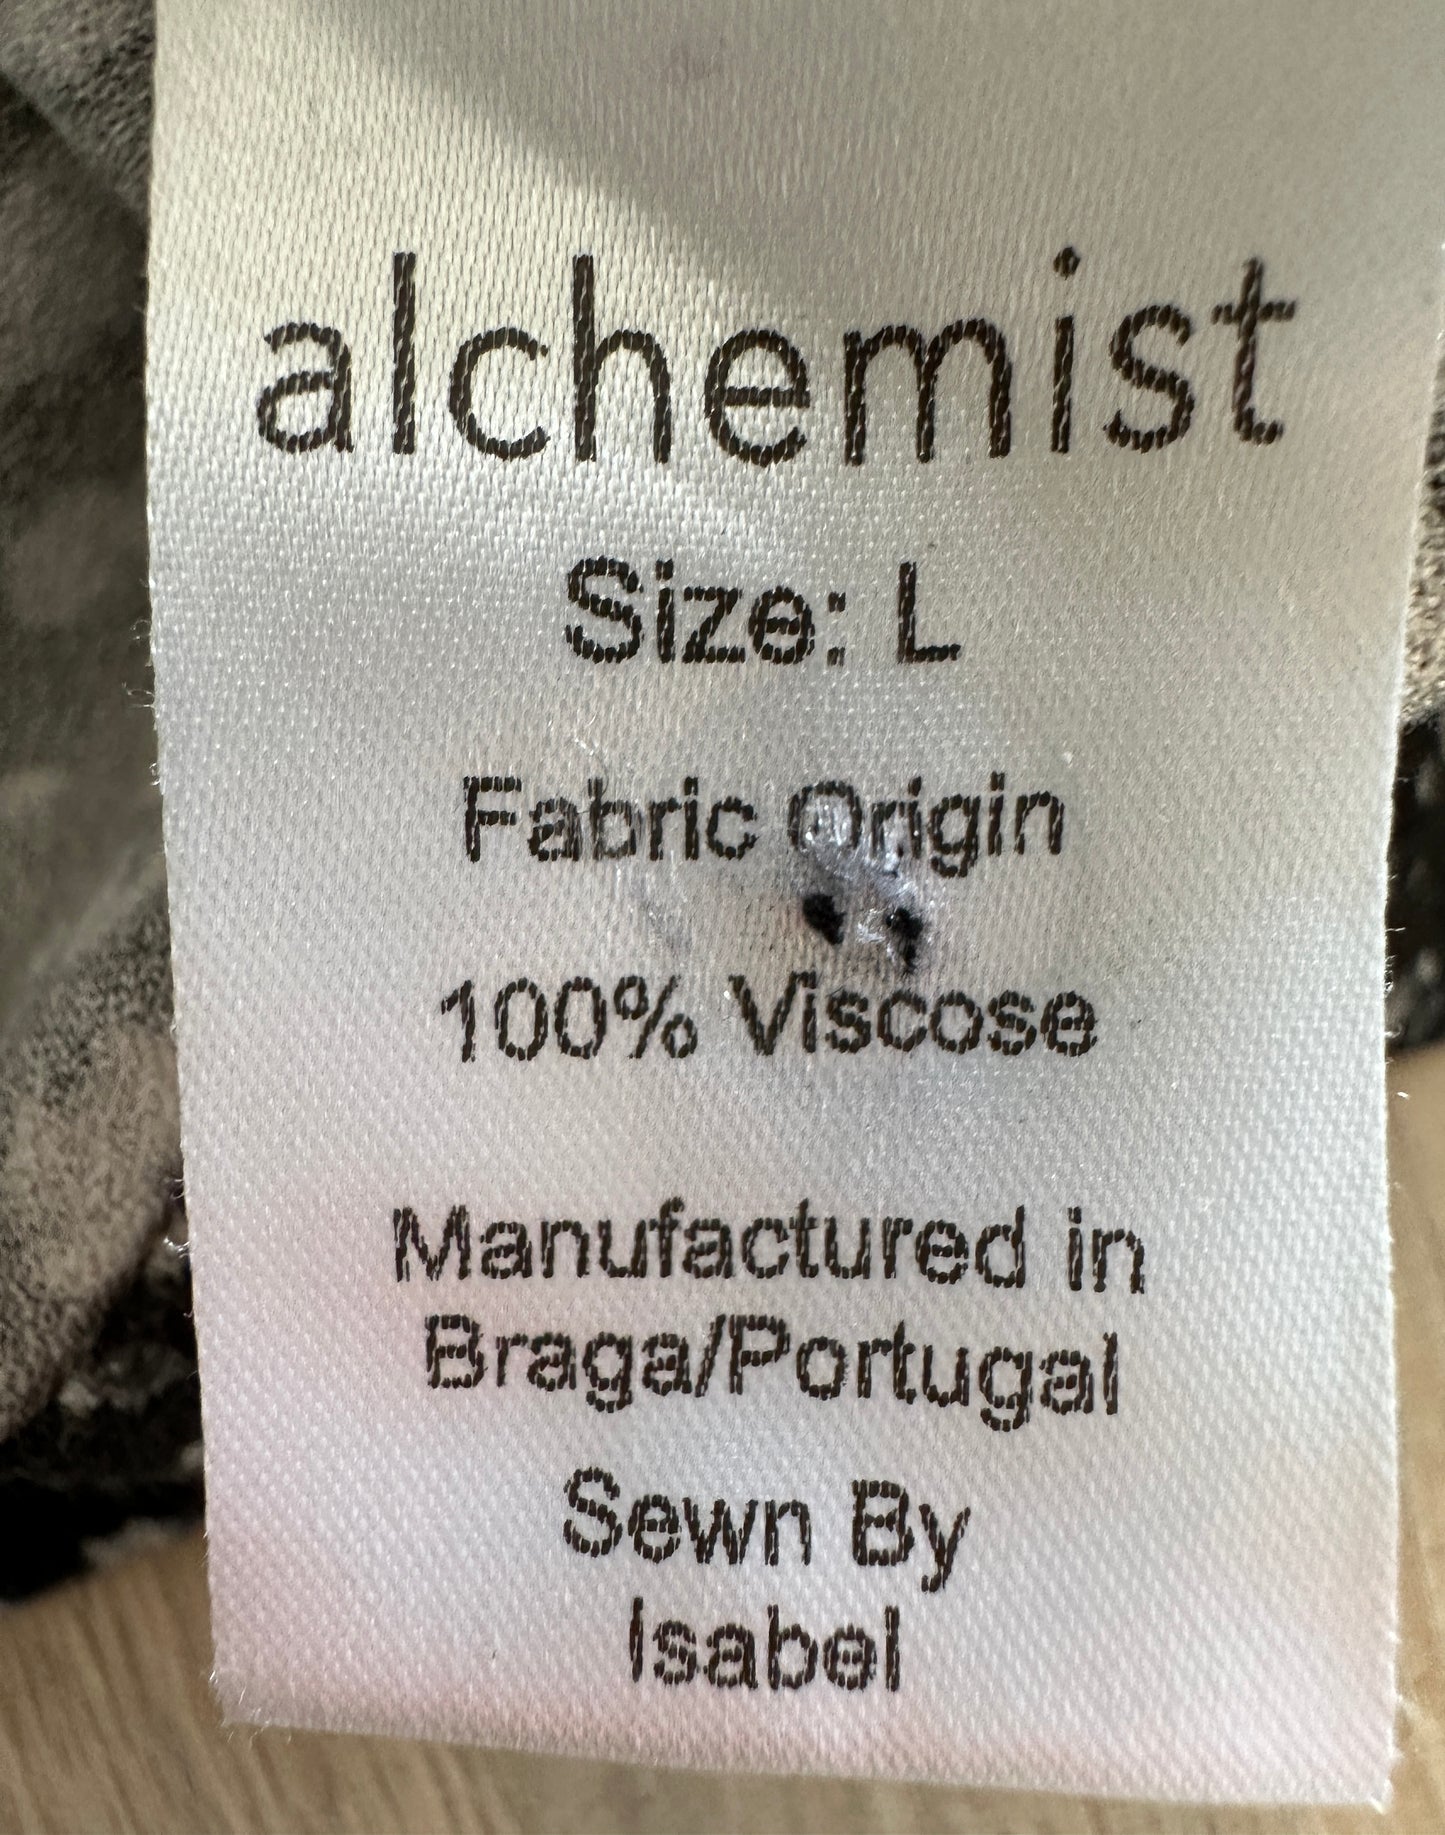 alchemist
Size: L
Fabric Origin
100% Viscose
Manufactured in
Braga/Portugal
Sewn By
Isabel